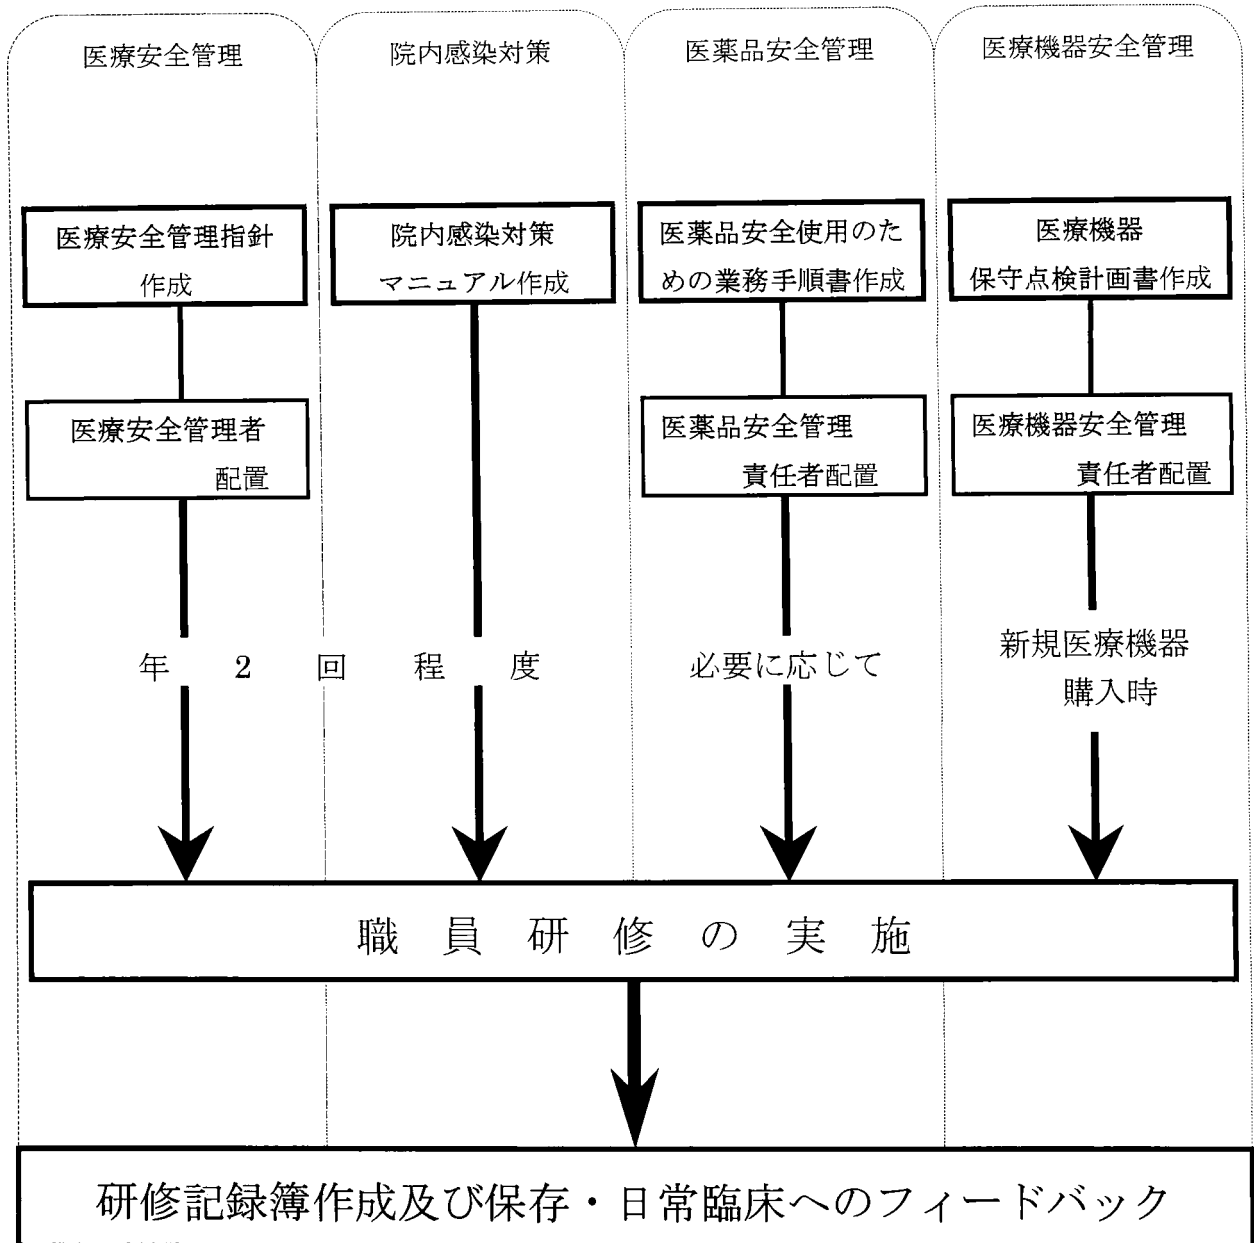 医療安全管理
院内感染対策
医薬品安全管理
医療機器安全管理
医療安全管理指針
作成
院内感染対策
マニュアル作成
医薬品安全使用のた
めの業務手順書作成
医療機器
保守点検計画書作成
医療安全管理者
配置
医薬品安全管理
責任者配置
医療機器安全管理
責任者配置
年2回程度
必要に応じて
新規医療機器
購入時
職員研修の実施
研修記録簿作成及び保存・日常臨床へのフィードバック